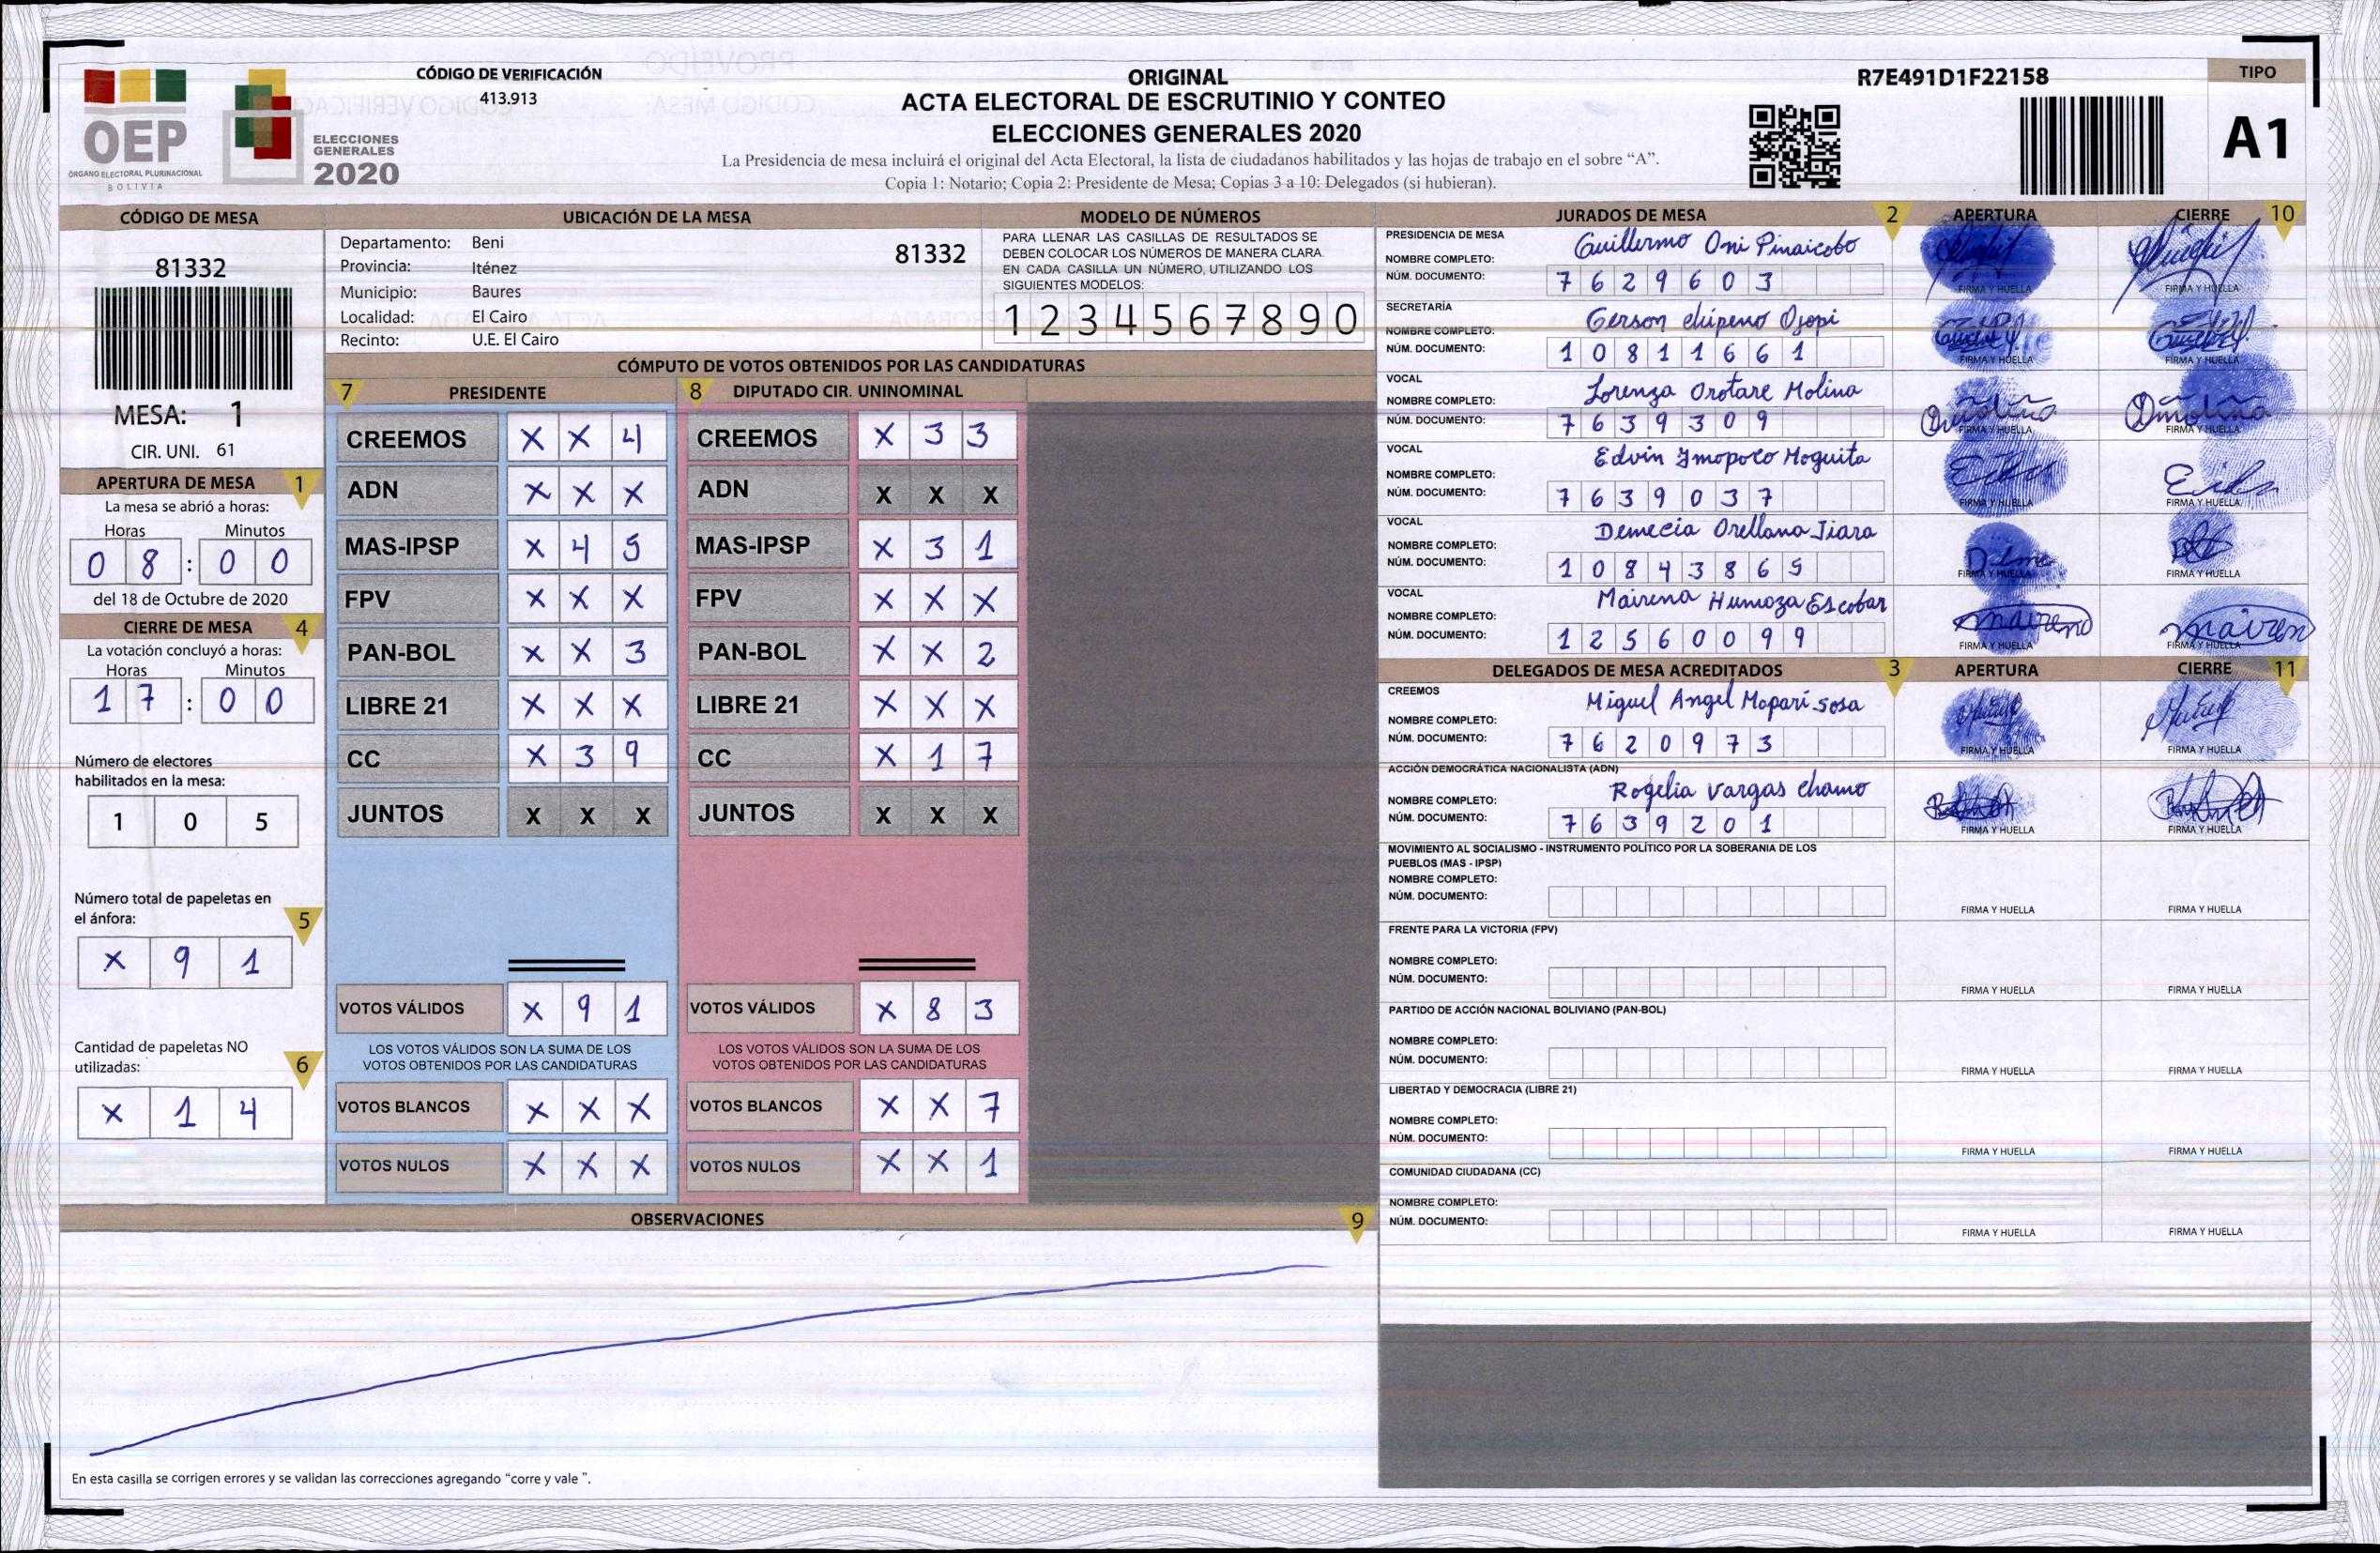 OEP
ÓRGANO ELECTORAL PLURINACIONAL
BOLIVIA
ELECCIONES
GENERALES
2020
CÓDIGO DE VERIFICACIÓN
413.913
ORIGINAL
ACTA ELECTORAL DE ESCRUTINIO Y CONTEO
ELECCIONES GENERALES 2020
La Presidencia de mesa incluirá el original del Acta Electoral, la lista de ciudadanos habilitados y las hojas de trabajo en el sobre “A”.
Copia 1: Notario; Copia 2: Presidente de Mesa; Copias 3 a 10: Delegados (si hubieran).
R7E491D1F22158
TIPO
A1
CÓDIGO DE MESA
81332
MESA: 1
CIR. UNI. 61
APERTURA DE MESA 1
La mesa se abrió a horas:
Horas Minutos
0 8 : 0 0
del 18 de Octubre de 2020
CIERRE DE MESA 4
La votación concluyó a horas:
Horas Minutos
1 7 : 0 0
Número de electores
habilitados en la mesa:
1 0 5
Número total de papeletas en
el ánfora: 5
X 9 1
Cantidad de papeletas NO
utilizadas: 6
X 1 4
UBICACIÓN DE LA MESA
Departamento: Beni 81332
Provincia: Iténez
Municipio: Baures
Localidad: El Cairo
Recinto: U.E. El Cairo
MODELO DE NÚMEROS
PARA LLENAR LAS CASILLAS DE RESULTADOS SE
DEBEN COLOCAR LOS NÚMEROS DE MANERA CLARA.
EN CADA CASILLA UN NÚMERO, UTILIZANDO LOS
SIGUIENTES MODELOS:
1 2 3 4 5 6 7 8 9 0
CÓMPUTO DE VOTOS OBTENIDOS POR LAS CANDIDATURAS
7 PRESIDENTE
CREEMOS X X 4
ADN X X X
MAS-IPSP X 4 5
FPV X X X
PAN-BOL X X 3
LIBRE 21 X X X
CC X 3 9
JUNTOS X X X
VOTOS VÁLIDOS X 9 1
LOS VOTOS VÁLIDOS SON LA SUMA DE LOS
VOTOS OBTENIDOS POR LAS CANDIDATURAS
VOTOS BLANCOS X X X
VOTOS NULOS X X X
8 DIPUTADO CIR. UNINOMINAL
CREEMOS X 3 3
ADN X X X
MAS-IPSP X 3 1
FPV X X X
PAN-BOL X X 2
LIBRE 21 X X X
CC X 1 7
JUNTOS X X X
VOTOS VÁLIDOS X 8 3
LOS VOTOS VÁLIDOS SON LA SUMA DE LOS
VOTOS OBTENIDOS POR LAS CANDIDATURAS
VOTOS BLANCOS X X 7
VOTOS NULOS X X 1
OBSERVACIONES 9
En esta casilla se corrigen errores y se validan las correcciones agregando “corre y vale ”.
JURADOS DE MESA 2 APERTURA CIERRE 10
PRESIDENCIA DE MESA
NOMBRE COMPLETO: Guillermo Oni Pinaicobo
NÚM. DOCUMENTO: 7 6 2 9 6 0 3
FIRMA Y HUELLA FIRMA Y HUELLA
SECRETARÍA
NOMBRE COMPLETO: Gerson chipeno Ojopi
NÚM. DOCUMENTO: 1 0 8 1 1 6 6 1
FIRMA Y HUELLA FIRMA Y HUELLA
VOCAL
NOMBRE COMPLETO: Lorenza Orotare Molina
NÚM. DOCUMENTO: 7 6 3 9 3 0 9
FIRMA Y HUELLA FIRMA Y HUELLA
VOCAL
NOMBRE COMPLETO: Edvin Imopoco Moguita
NÚM. DOCUMENTO: 7 6 3 9 0 3 7
FIRMA Y HUELLA FIRMA Y HUELLA
VOCAL
NOMBRE COMPLETO: Demecia Orellana Jiara
NÚM. DOCUMENTO: 1 0 8 4 3 8 6 5
FIRMA Y HUELLA FIRMA Y HUELLA
VOCAL
NOMBRE COMPLETO: Mairena Humoza Escobar
NÚM. DOCUMENTO: 1 2 5 6 0 0 9 9
FIRMA Y HUELLA FIRMA Y HUELLA
DELEGADOS DE MESA ACREDITADOS 3 APERTURA CIERRE 11
CREEMOS
NOMBRE COMPLETO: Miguel Angel Mopari Sosa
NÚM. DOCUMENTO: 7 6 2 0 9 7 3
FIRMA Y HUELLA FIRMA Y HUELLA
ACCIÓN DEMOCRÁTICA NACIONALISTA (ADN)
NOMBRE COMPLETO: Rogelia Vargas Chamo
NÚM. DOCUMENTO: 7 6 3 9 2 0 1
FIRMA Y HUELLA FIRMA Y HUELLA
MOVIMIENTO AL SOCIALISMO - INSTRUMENTO POLÍTICO POR LA SOBERANIA DE LOS
PUEBLOS (MAS - IPSP)
NOMBRE COMPLETO:
NÚM. DOCUMENTO:
FIRMA Y HUELLA FIRMA Y HUELLA
FRENTE PARA LA VICTORIA (FPV)
NOMBRE COMPLETO:
NÚM. DOCUMENTO:
FIRMA Y HUELLA FIRMA Y HUELLA
PARTIDO DE ACCIÓN NACIONAL BOLIVIANO (PAN-BOL)
NOMBRE COMPLETO:
NÚM. DOCUMENTO:
FIRMA Y HUELLA FIRMA Y HUELLA
LIBERTAD Y DEMOCRACIA (LIBRE 21)
NOMBRE COMPLETO:
NÚM. DOCUMENTO:
FIRMA Y HUELLA FIRMA Y HUELLA
COMUNIDAD CIUDADANA (CC)
NOMBRE COMPLETO:
NÚM. DOCUMENTO:
FIRMA Y HUELLA FIRMA Y HUELLA